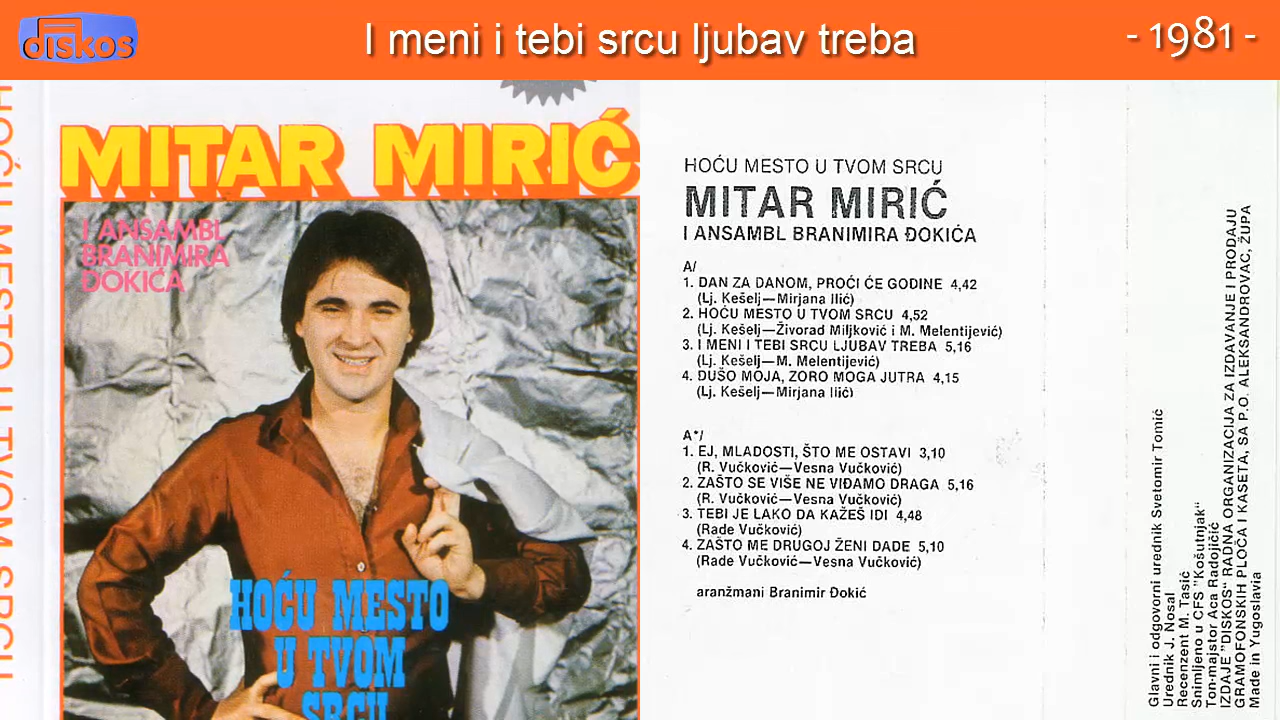 diskos
I meni i tebi srcu ljubav treba
- 1981 -
HOĆU MESTO U TVOM SRCU
MITAR MIRIĆ
I ANSAMBL
BRANIMIRA
ĐOKIĆA
HOĆU MESTO
U TVOM
SRCU
HOĆU MESTO U TVOM SRCU
MITAR MIRIĆ
I ANSAMBL BRANIMIRA ĐOKIĆA
A/
1. DAN ZA DANOM, PROĆI ĆE GODINE 4,42
(Lj. Kešelj—Mirjana Ilić)
2. HOĆU MESTO U TVOM SRCU 4,52
(Lj. Kešelj—Živorad Miljković i M. Melentijević)
3. I MENI I TEBI SRCU LJUBAV TREBA 5,16
(Lj. Kešelj—M. Melentijević)
4. DUŠO MOJA, ZORO MOGA JUTRA 4,15
(Lj. Kešelj—Mirjana Ilić)
A*/
1. EJ, MLADOSTI, ŠTO ME OSTAVI 3,10
(R. Vučković—Vesna Vučković)
2. ZAŠTO SE VIŠE NE VIĐAMO DRAGA 5,16
(R. Vučković—Vesna Vučković)
3. TEBI JE LAKO DA KAŽEŠ IDI 4,48
(Rade Vučković)
4. ZAŠTO ME DRUGOJ ŽENI DADE 5,10
(Rade Vučković—Vesna Vučković)
aranžmani Branimir Đokić
Glavni i odgovorni urednik Svetomir Tomić
Urednik J. Nosal
Recenzent M. Tasić
Snimljeno u CFS "Košutnjak"
Ton-majstor Aca Radojičić
IZDAJE "DISKOS" RADNA ORGANIZACIJA ZA IZDAVANJE I PRODAJU
GRAMOFONSKIH PLOČA I KASETA, SA P.O. ALEKSANDROVAC, ŽUPA
Made in Yugoslavia